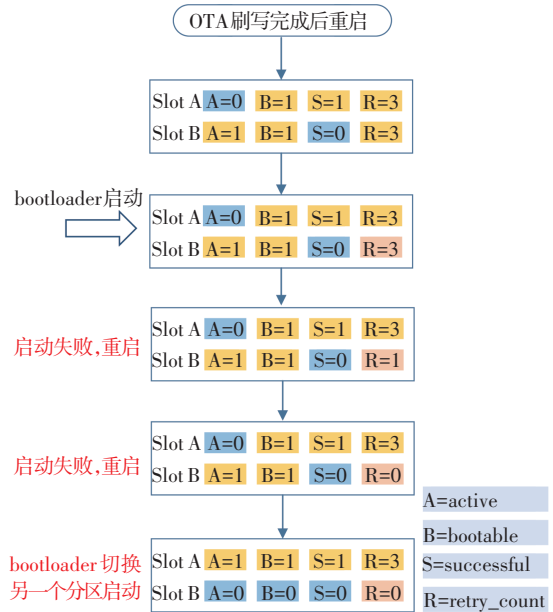 OTA刷写完成后重启
Slot A A=0 B=1 S=1 R=3
Slot B A=1 B=1 S=0 R=3
bootloader启动
Slot A A=0 B=1 S=1 R=3
Slot B A=1 B=1 S=0 R=3
启动失败,重启
Slot A A=0 B=1 S=1 R=3
Slot B A=1 B=1 S=0 R=1
启动失败,重启
Slot A A=0 B=1 S=1 R=3
Slot B A=1 B=1 S=0 R=0
bootloader切换
另一个分区启动
Slot A A=1 B=1 S=1 R=3
Slot B A=0 B=0 S=0 R=0
A=active
B=bootable
S=successful
R=retry_count